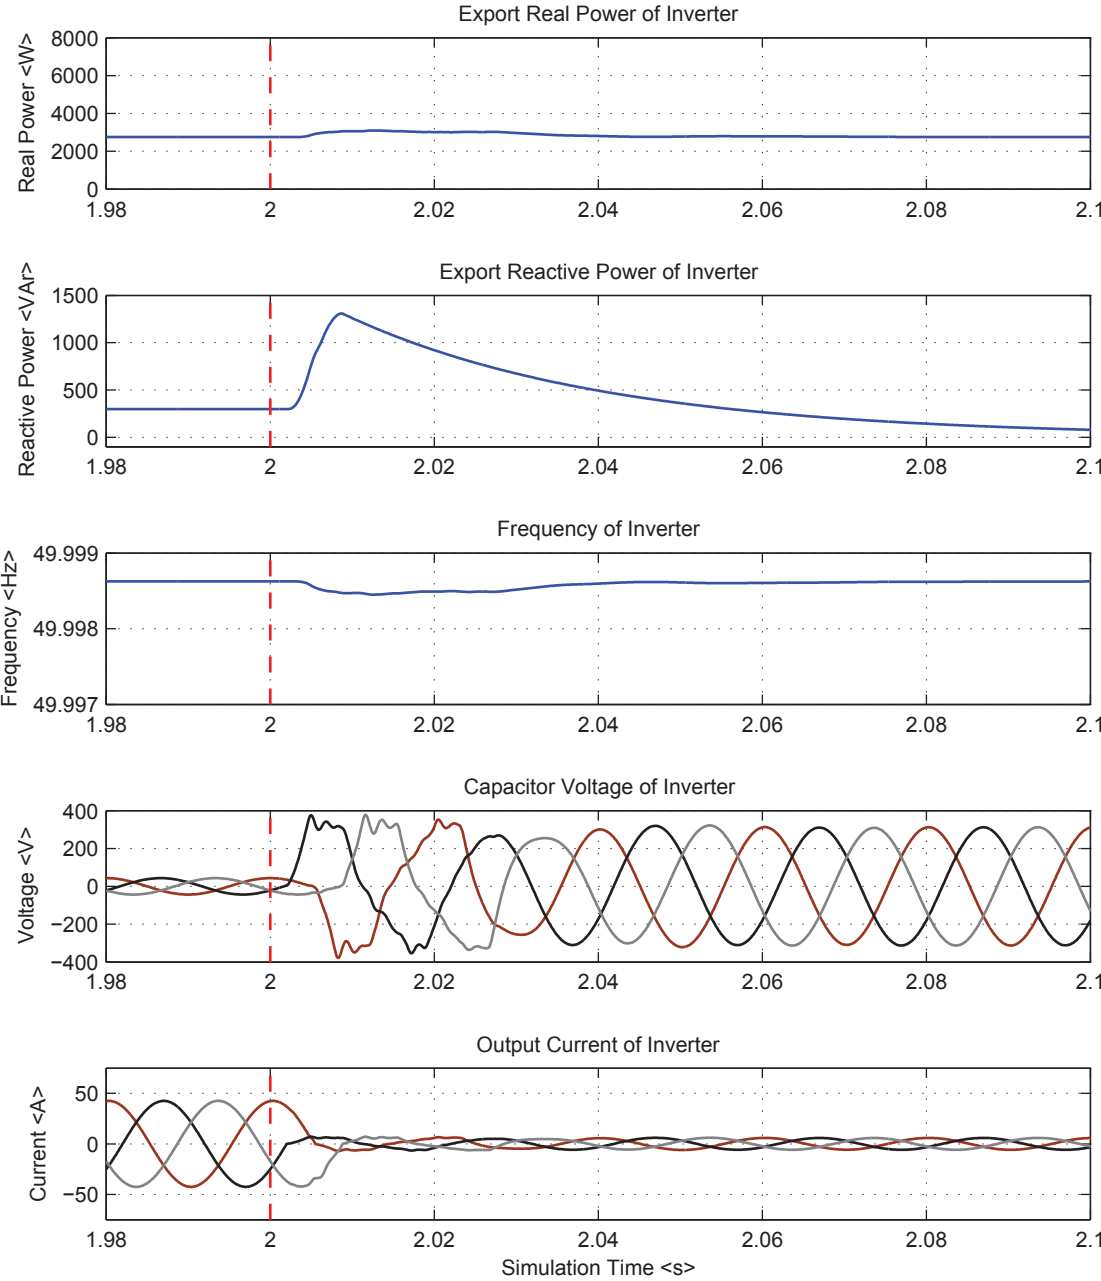 Export Real Power of Inverter
Real Power <W>
8000
6000
4000
2000
0
1.98 2 2.02 2.04 2.06 2.08 2.1
Export Reactive Power of Inverter
Reactive Power <VAr>
1500
1000
500
0
1.98 2 2.02 2.04 2.06 2.08 2.1
Frequency of Inverter
Frequency <Hz>
49.999
49.998
49.997
1.98 2 2.02 2.04 2.06 2.08 2.1
Capacitor Voltage of Inverter
Voltage <V>
400
200
0
−200
−400
1.98 2 2.02 2.04 2.06 2.08 2.1
Output Current of Inverter
Current <A>
50
0
−50
1.98 2 2.02 2.04 2.06 2.08 2.1
Simulation Time <s>